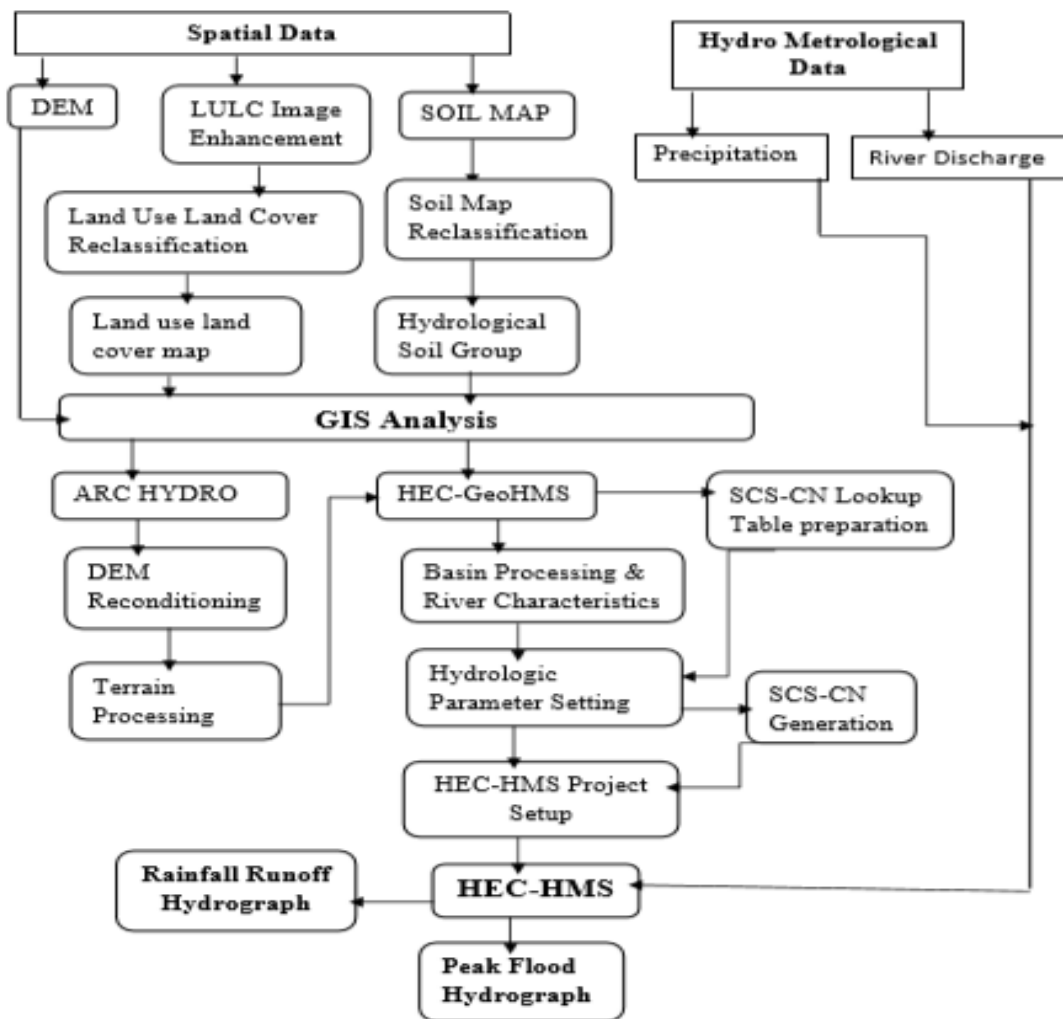 Spatial Data
Hydro Metrological
Data
DEM
LULC Image
Enhancement
SOIL MAP
Precipitation
River Discharge
Land Use Land Cover
Reclassification
Soil Map
Reclassification
Land use land
cover map
Hydrological
Soil Group
GIS Analysis
ARC HYDRO
HEC-GeoHMS
SCS-CN Lookup
Table preparation
DEM
Reconditioning
Basin Processing &
River Characteristics
Terrain
Processing
Hydrologic
Parameter Setting
SCS-CN
Generation
HEC-HMS Project
Setup
Rainfall Runoff
Hydrograph
HEC-HMS
Peak Flood
Hydrograph